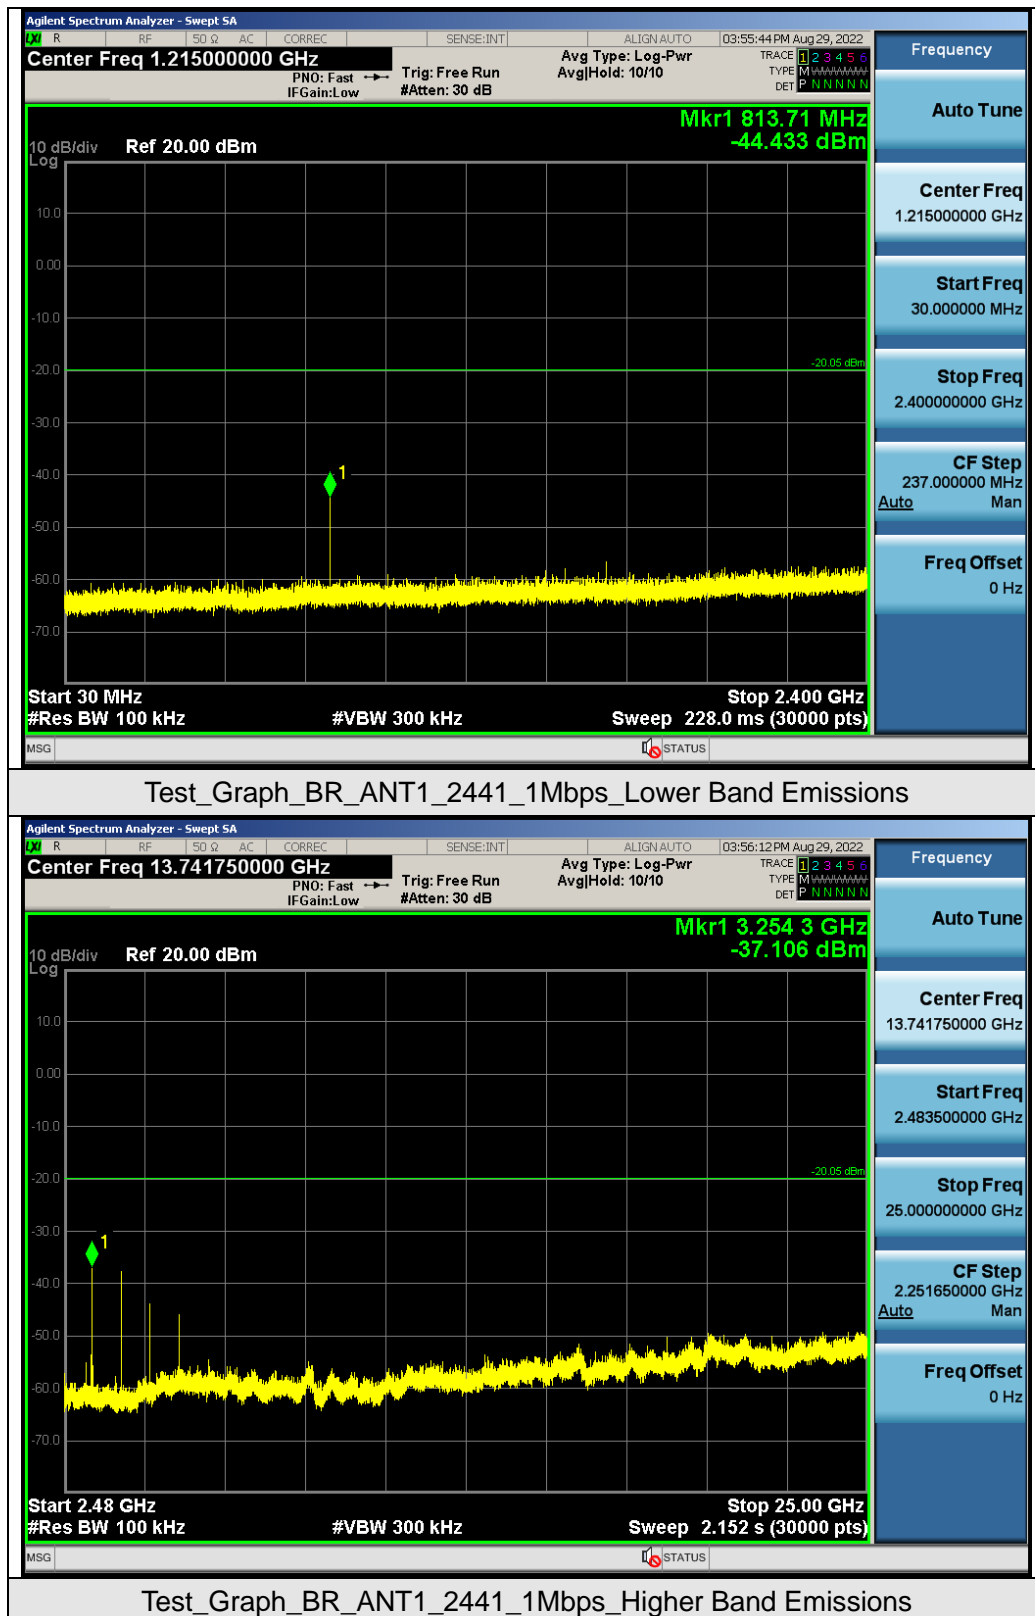 Agilent Spectrum Analyzer - Swept SA
LXI R RF 50 Ω AC CORREC SENSE:INT ALIGN AUTO 03:55:44 PM Aug 29, 2022
Center Freq 1.215000000 GHz
PNO: Fast
IFGain:Low
Trig: Free Run
#Atten: 30 dB
Avg Type: Log-Pwr
Avg|Hold: 10/10
TRACE 1 2 3 4 5 6
TYPE M
DET P N N N N N
Mkr1 813.71 MHz
-44.433 dBm
10 dB/div Ref 20.00 dBm
Log
10.0
0.00
-10.0
-20.0
-20.05 dBm
-30.0
-40.0
1
-50.0
-60.0
-70.0
Start 30 MHz Stop 2.400 GHz
#Res BW 100 kHz #VBW 300 kHz Sweep 228.0 ms (30000 pts)
MSG STATUS
Frequency
Auto Tune
Center Freq
1.215000000 GHz
Start Freq
30.000000 MHz
Stop Freq
2.400000000 GHz
CF Step
237.000000 MHz
Auto Man
Freq Offset
0 Hz
Test_Graph_BR_ANT1_2441_1Mbps_Lower Band Emissions
Agilent Spectrum Analyzer - Swept SA
LXI R RF 50 Ω AC CORREC SENSE:INT ALIGN AUTO 03:56:12 PM Aug 29, 2022
Center Freq 13.741750000 GHz
PNO: Fast
IFGain:Low
Trig: Free Run
#Atten: 30 dB
Avg Type: Log-Pwr
Avg|Hold: 10/10
TRACE 1 2 3 4 5 6
TYPE M
DET P N N N N N
Mkr1 3.254 3 GHz
-37.106 dBm
10 dB/div Ref 20.00 dBm
Log
10.0
0.00
-10.0
-20.0
-20.05 dBm
-30.0
1
-40.0
-50.0
-60.0
-70.0
Start 2.48 GHz Stop 25.00 GHz
#Res BW 100 kHz #VBW 300 kHz Sweep 2.152 s (30000 pts)
MSG STATUS
Frequency
Auto Tune
Center Freq
13.741750000 GHz
Start Freq
2.483500000 GHz
Stop Freq
25.000000000 GHz
CF Step
2.251650000 GHz
Auto Man
Freq Offset
0 Hz
Test_Graph_BR_ANT1_2441_1Mbps_Higher Band Emissions